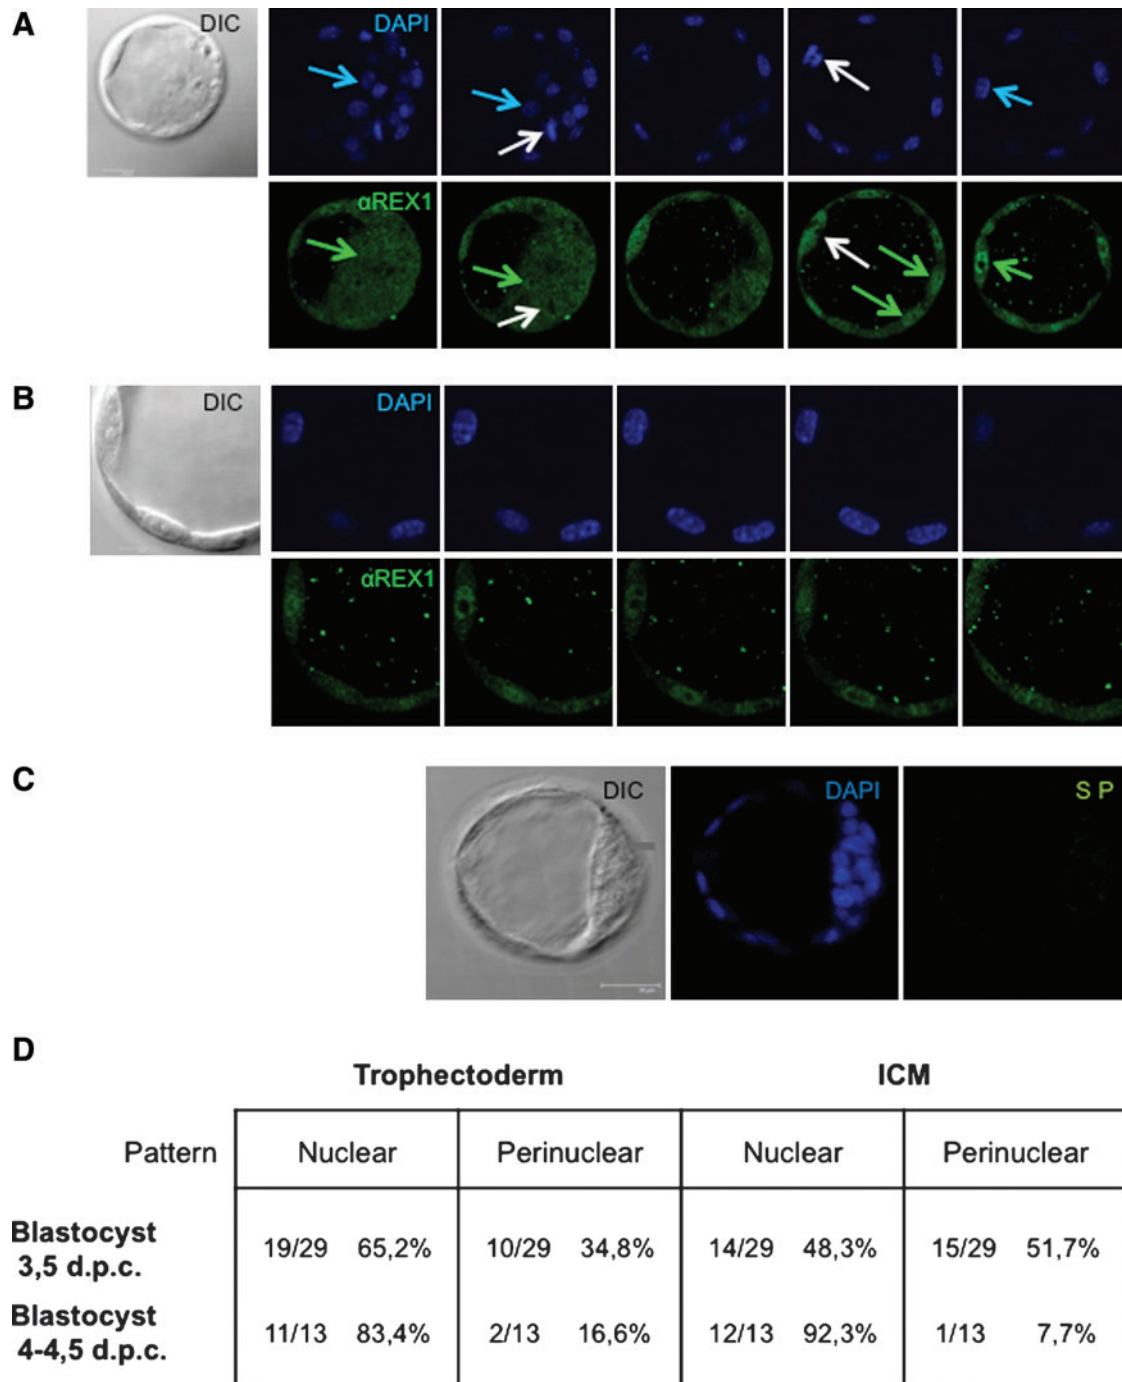 A
DIC
DAPI
αREX1
B
DIC
DAPI
αREX1
C
DIC
DAPI
S P
D
Trophectoderm ICM
Pattern Nuclear Perinuclear Nuclear Perinuclear
Blastocyst
3,5 d.p.c. 19/29 65,2% 10/29 34,8% 14/29 48,3% 15/29 51,7%
Blastocyst
4-4,5 d.p.c. 11/13 83,4% 2/13 16,6% 12/13 92,3% 1/13 7,7%